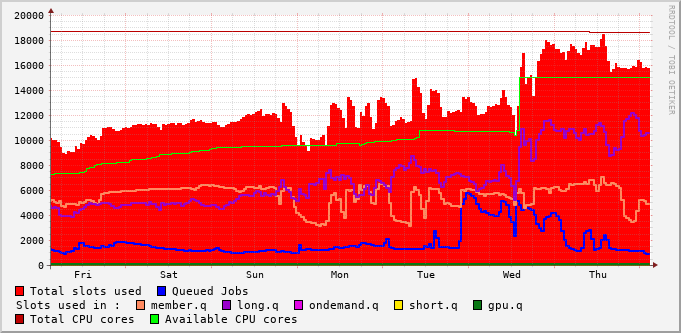 RRDTOOL / TOBI OETIKER
20000
18000
16000
14000
12000
10000
8000
6000
4000
2000
0
Fri Sat Sun Mon Tue Wed Thu
Total slots used Queued Jobs
Slots used in : member.q long.q ondemand.q short.q gpu.q
Total CPU cores Available CPU cores